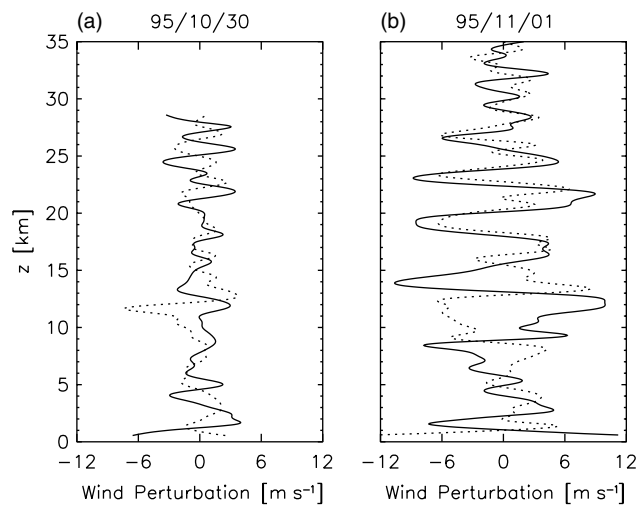 (a) 95/10/30
(b) 95/11/01
35
30
25
20
15
10
5
0
z [km]
-12 -6 0 6 12
-12 -6 0 6 12
Wind Perturbation [m s⁻¹]
Wind Perturbation [m s⁻¹]